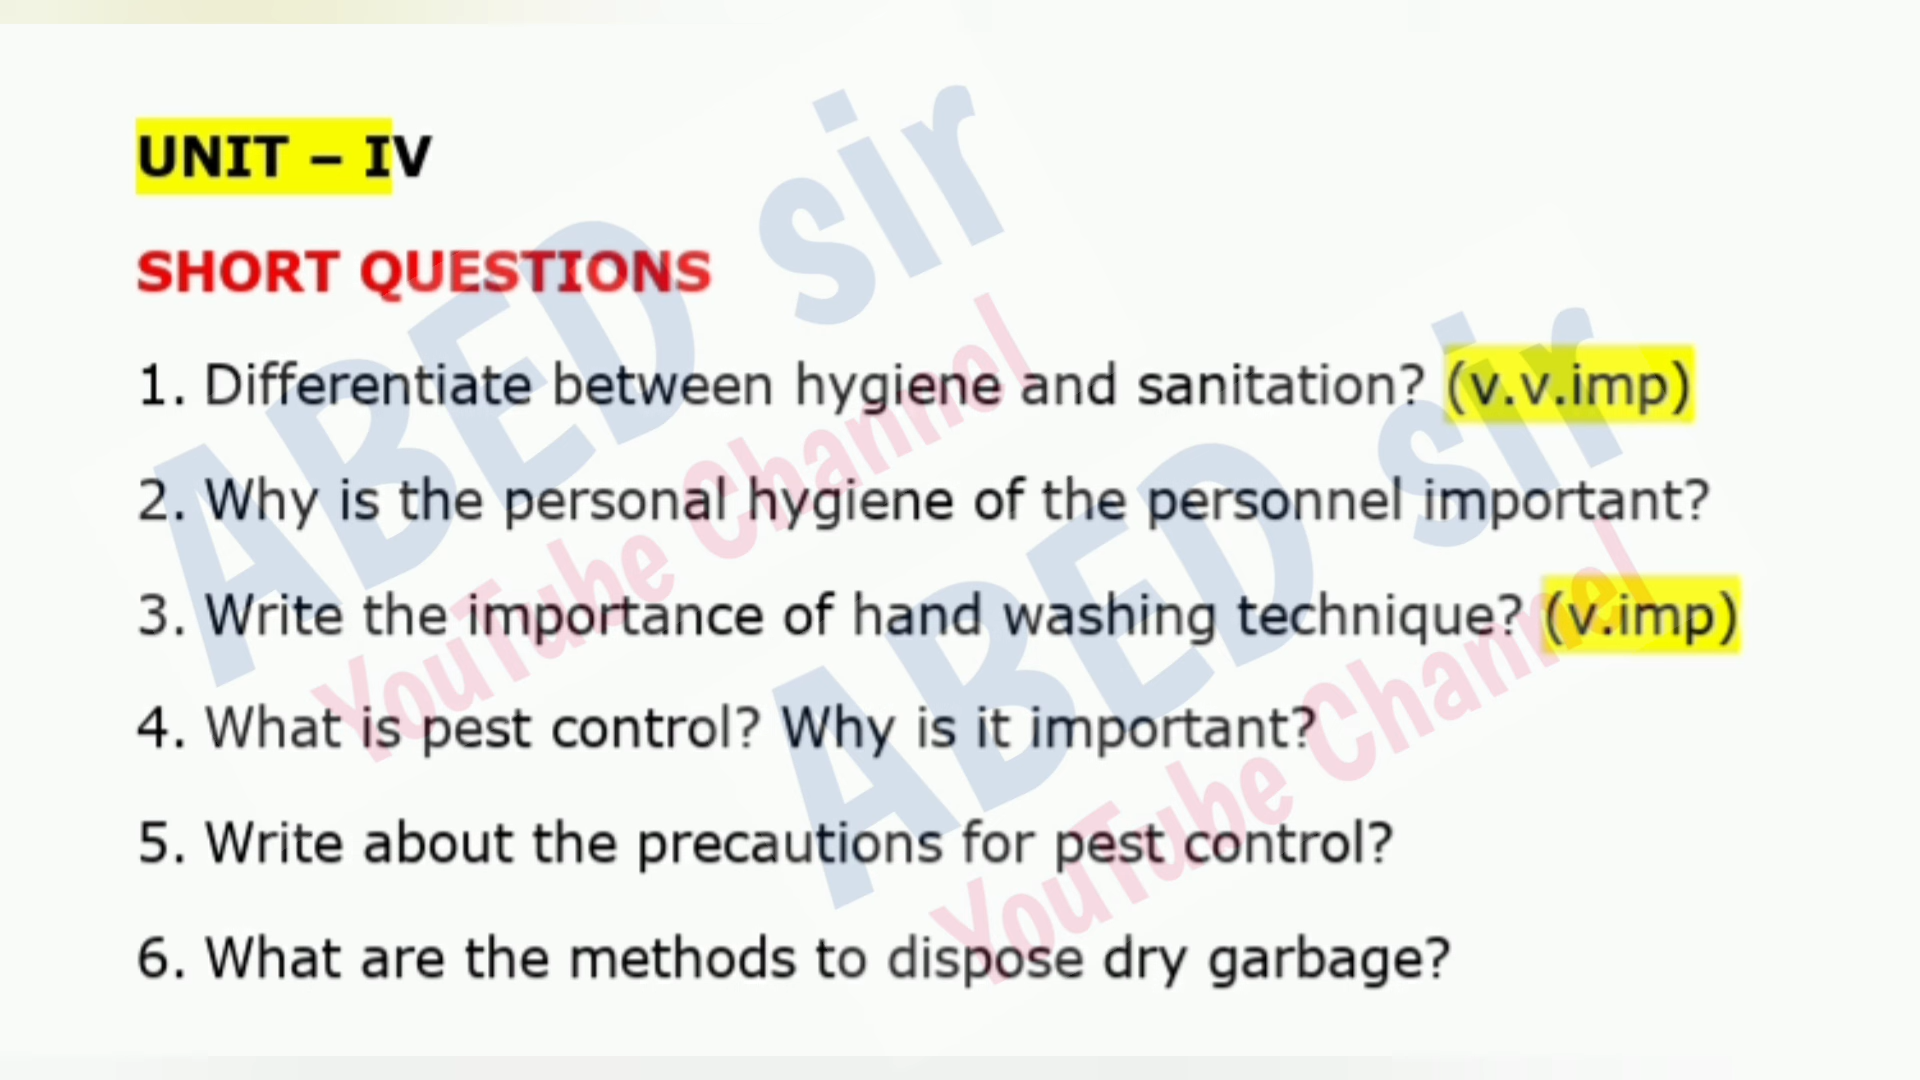 UNIT – IV
SHORT QUESTIONS
1. Differentiate between hygiene and sanitation? (v.v.imp)
2. Why is the personal hygiene of the personnel important?
3. Write the importance of hand washing technique? (v.imp)
4. What is pest control? Why is it important?
5. Write about the precautions for pest control?
6. What are the methods to dispose dry garbage?
ABED sir
YouTube Channel
ABED sir
YouTube Channel